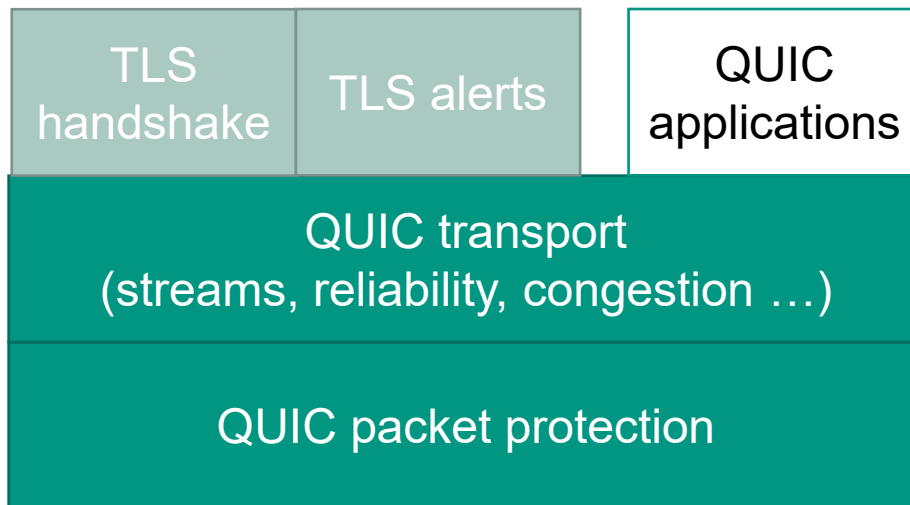 TLS
handshake
TLS alerts
QUIC
applications
QUIC transport
(streams, reliability, congestion …)
QUIC packet protection